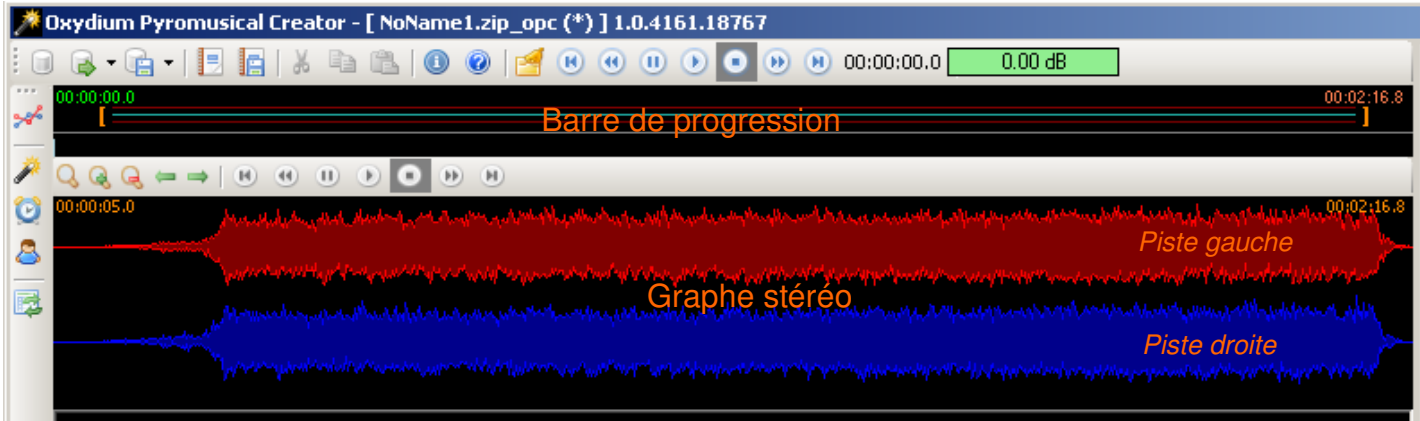 Oxydium Pyromusical Creator - [ NoName1.zip_opc (*) ] 1.0.4161.18767
00:00:00.0 0.00 dB
00:00:00.0 00:02:16.8
Barre de progression
00:00:05.0 00:02:16.8
Piste gauche
Graphe stéréo
Piste droite